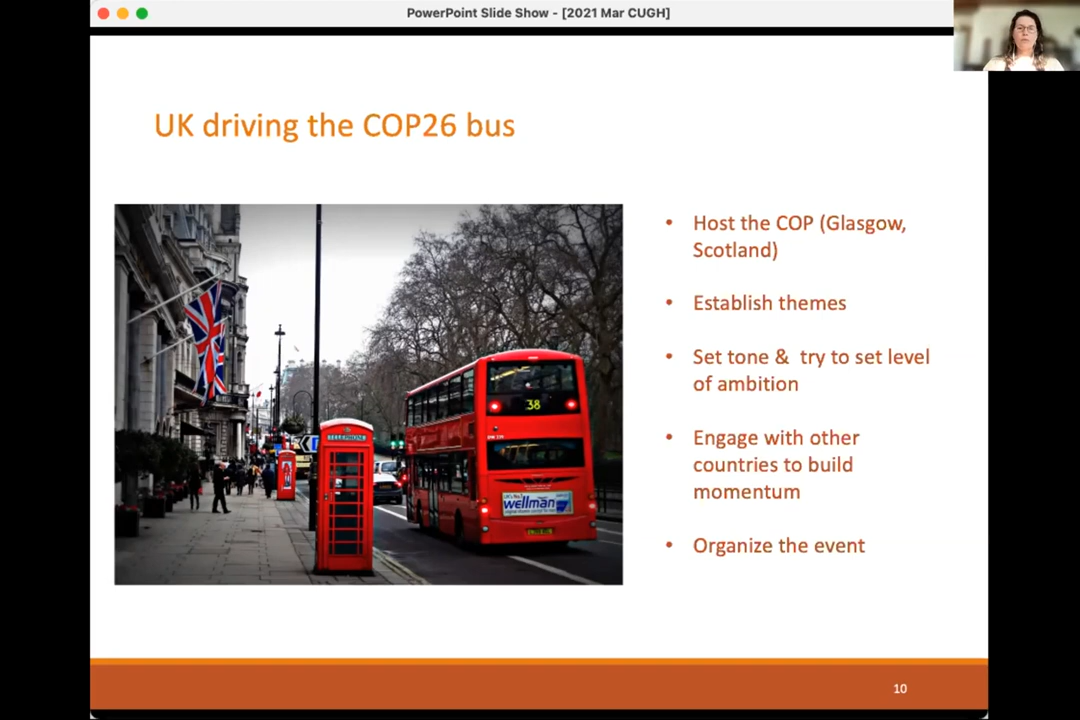 PowerPoint Slide Show - [2021 Mar CUGH]
UK driving the COP26 bus
• Host the COP (Glasgow,
Scotland)
• Establish themes
• Set tone & try to set level
of ambition
• Engage with other
countries to build
momentum
• Organize the event
TELEPHONE
38
wellman
10